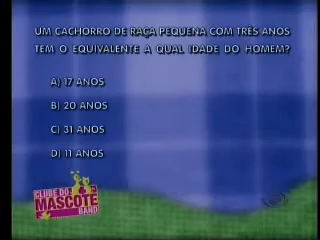 UM CACHORRO DE RAÇA PEQUENA COM TRÊS ANOS
TEM O EQUIVALENTE A QUAL IDADE DO HOMEM?
A) 17 ANOS
B) 20 ANOS
C) 31 ANOS
D) 11 ANOS
CLUBE DO
MASCOTE
BAND